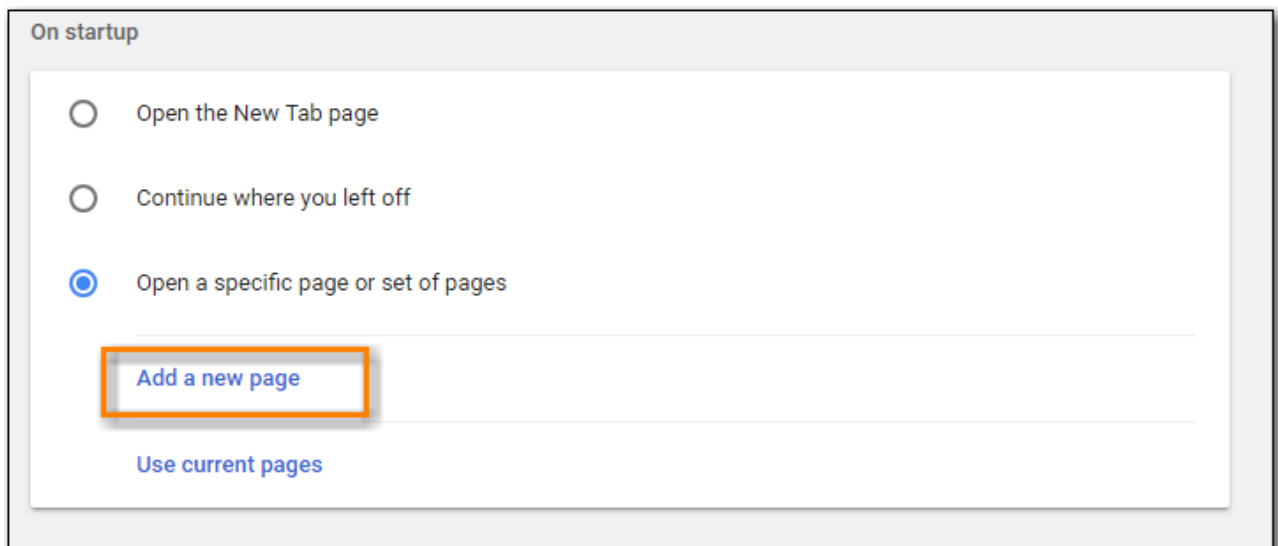 On startup
Open the New Tab page
Continue where you left off
Open a specific page or set of pages
Add a new page
Use current pages